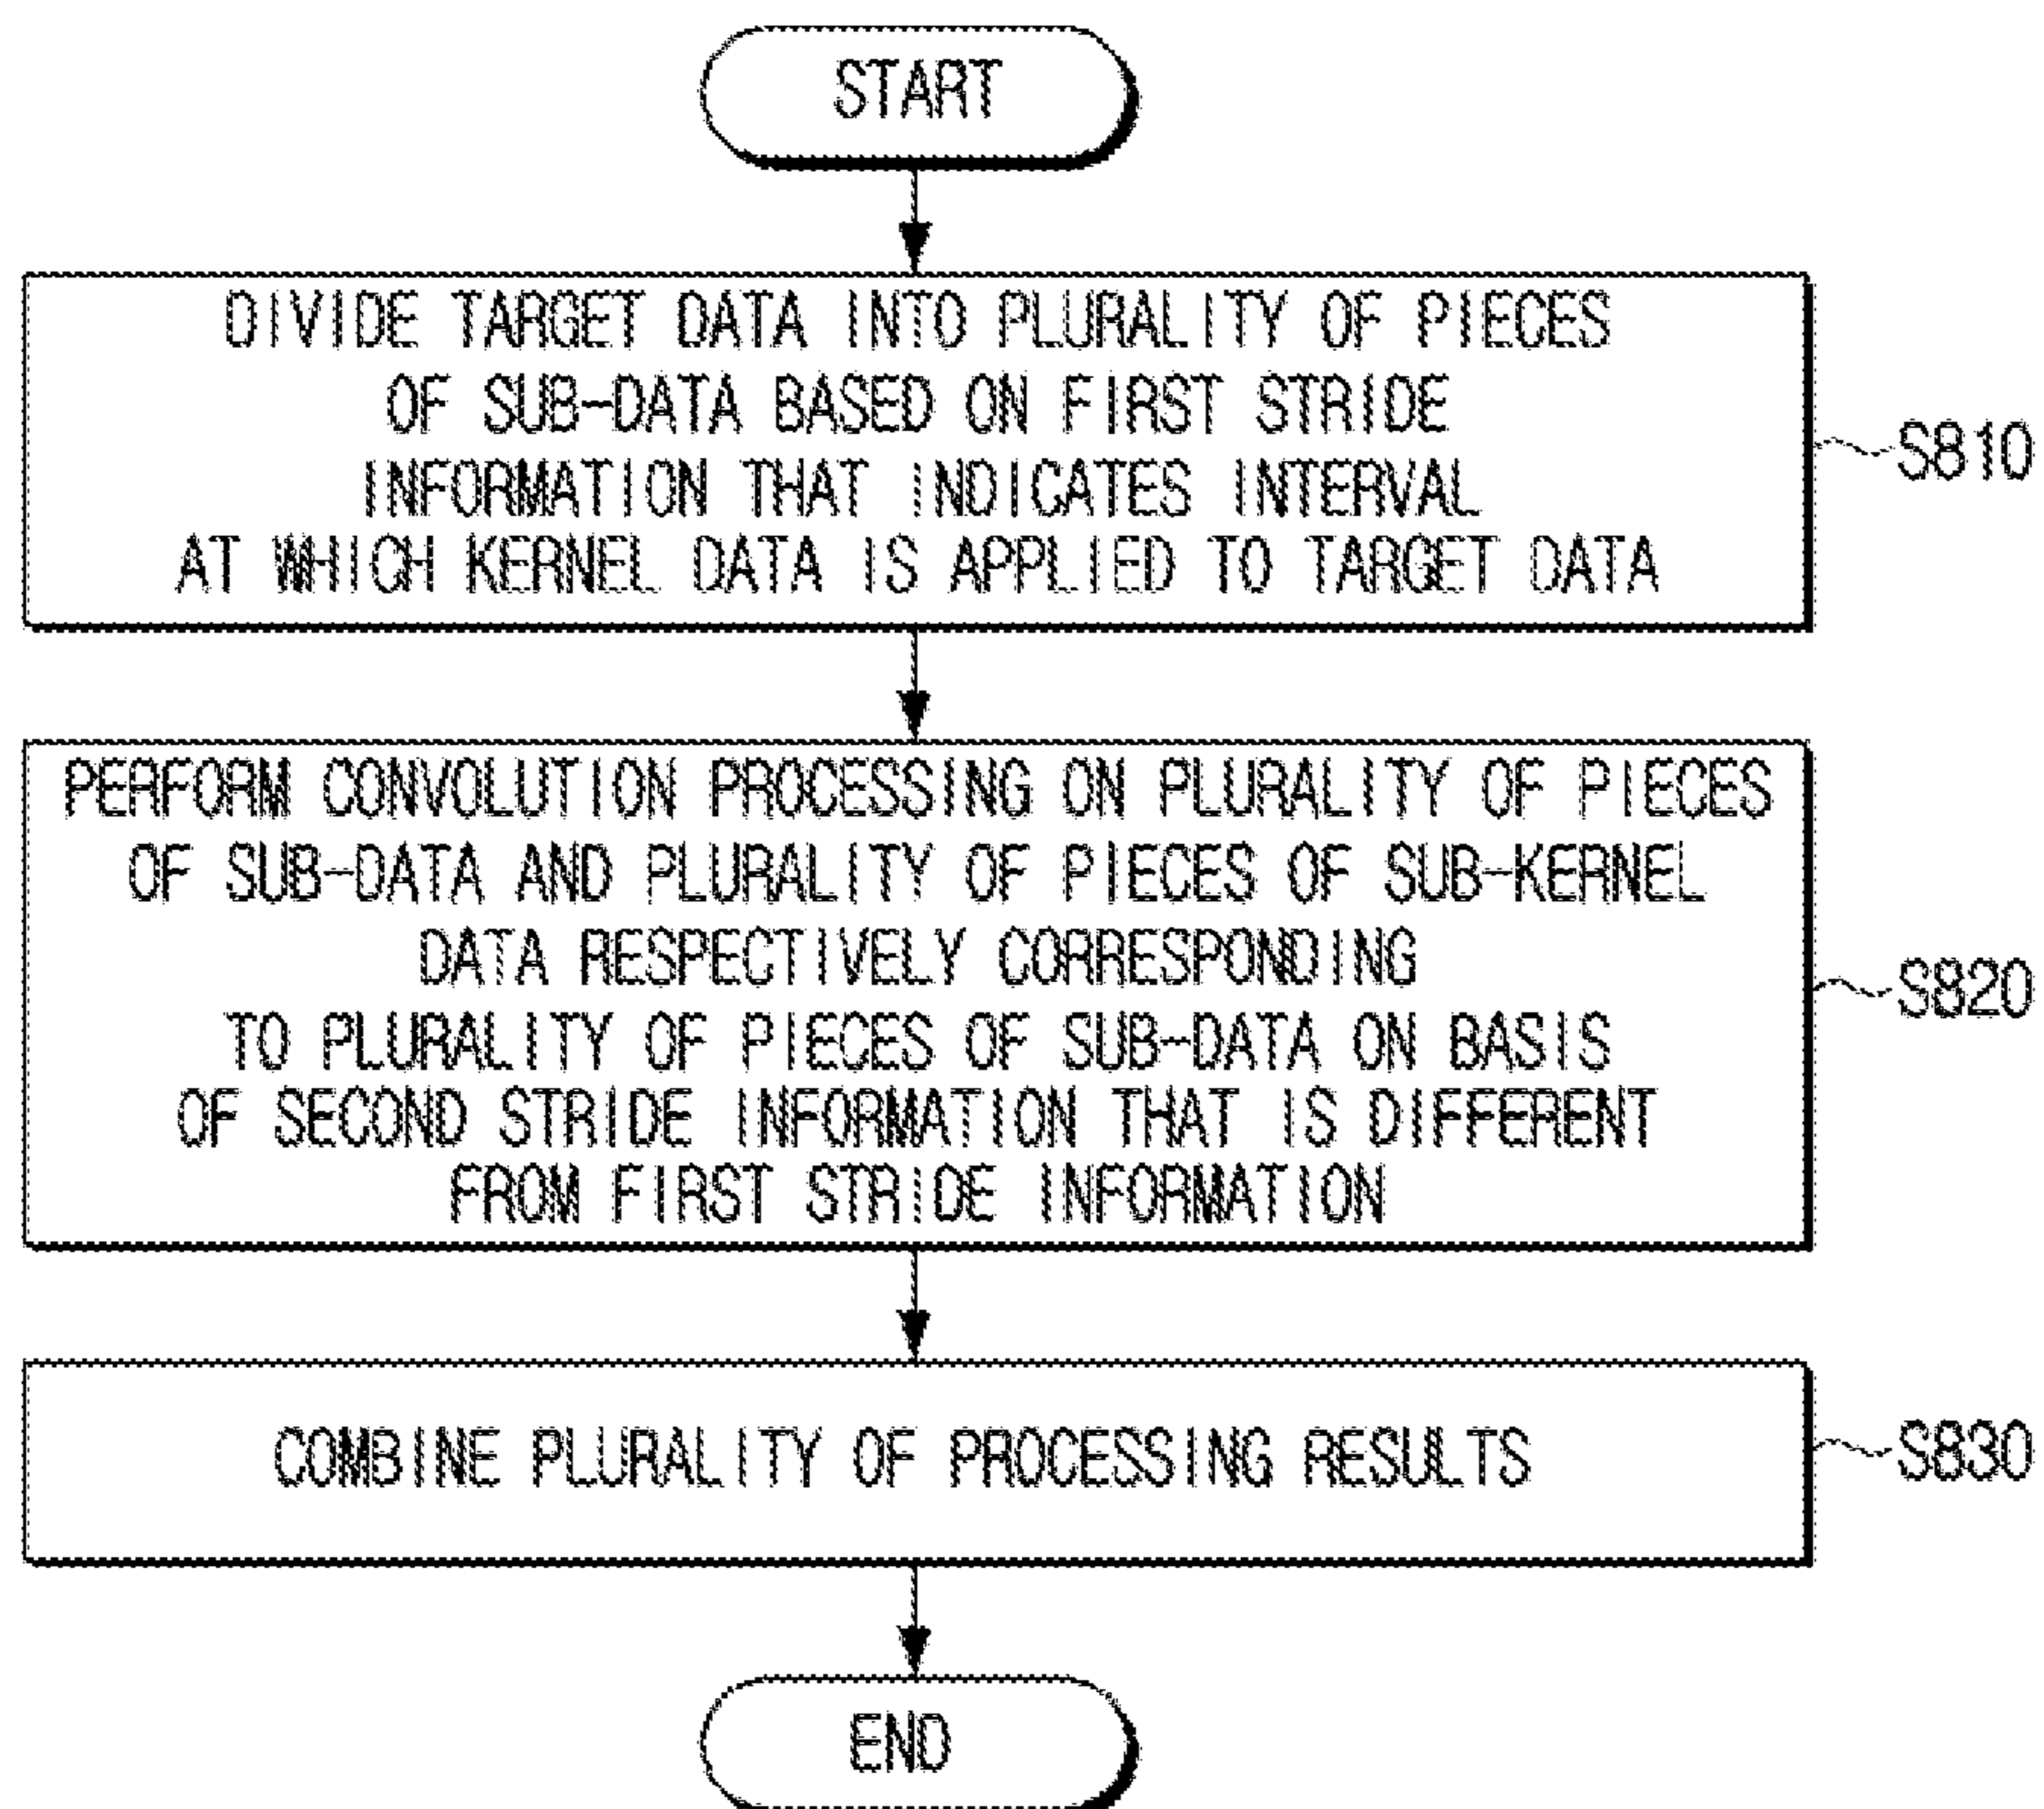 START
DIVIDE TARGET DATA INTO PLURALITY OF PIECES
OF SUB-DATA BASED ON FIRST STRIDE
INFORMATION THAT INDICATES INTERVAL
AT WHICH KERNEL DATA IS APPLIED TO TARGET DATA
S810
PERFORM CONVOLUTION PROCESSING ON PLURALITY OF PIECES
OF SUB-DATA AND PLURALITY OF PIECES OF SUB-KERNEL
DATA RESPECTIVELY CORRESPONDING
TO PLURALITY OF PIECES OF SUB-DATA ON BASIS
OF SECOND STRIDE INFORMATION THAT IS DIFFERENT
FROM FIRST STRIDE INFORMATION
S820
COMBINE PLURALITY OF PROCESSING RESULTS
S830
END